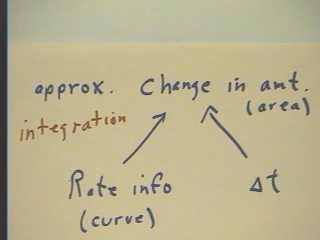 approx. Change in amt.
(area)
integration
Rate info Δt
(curve)